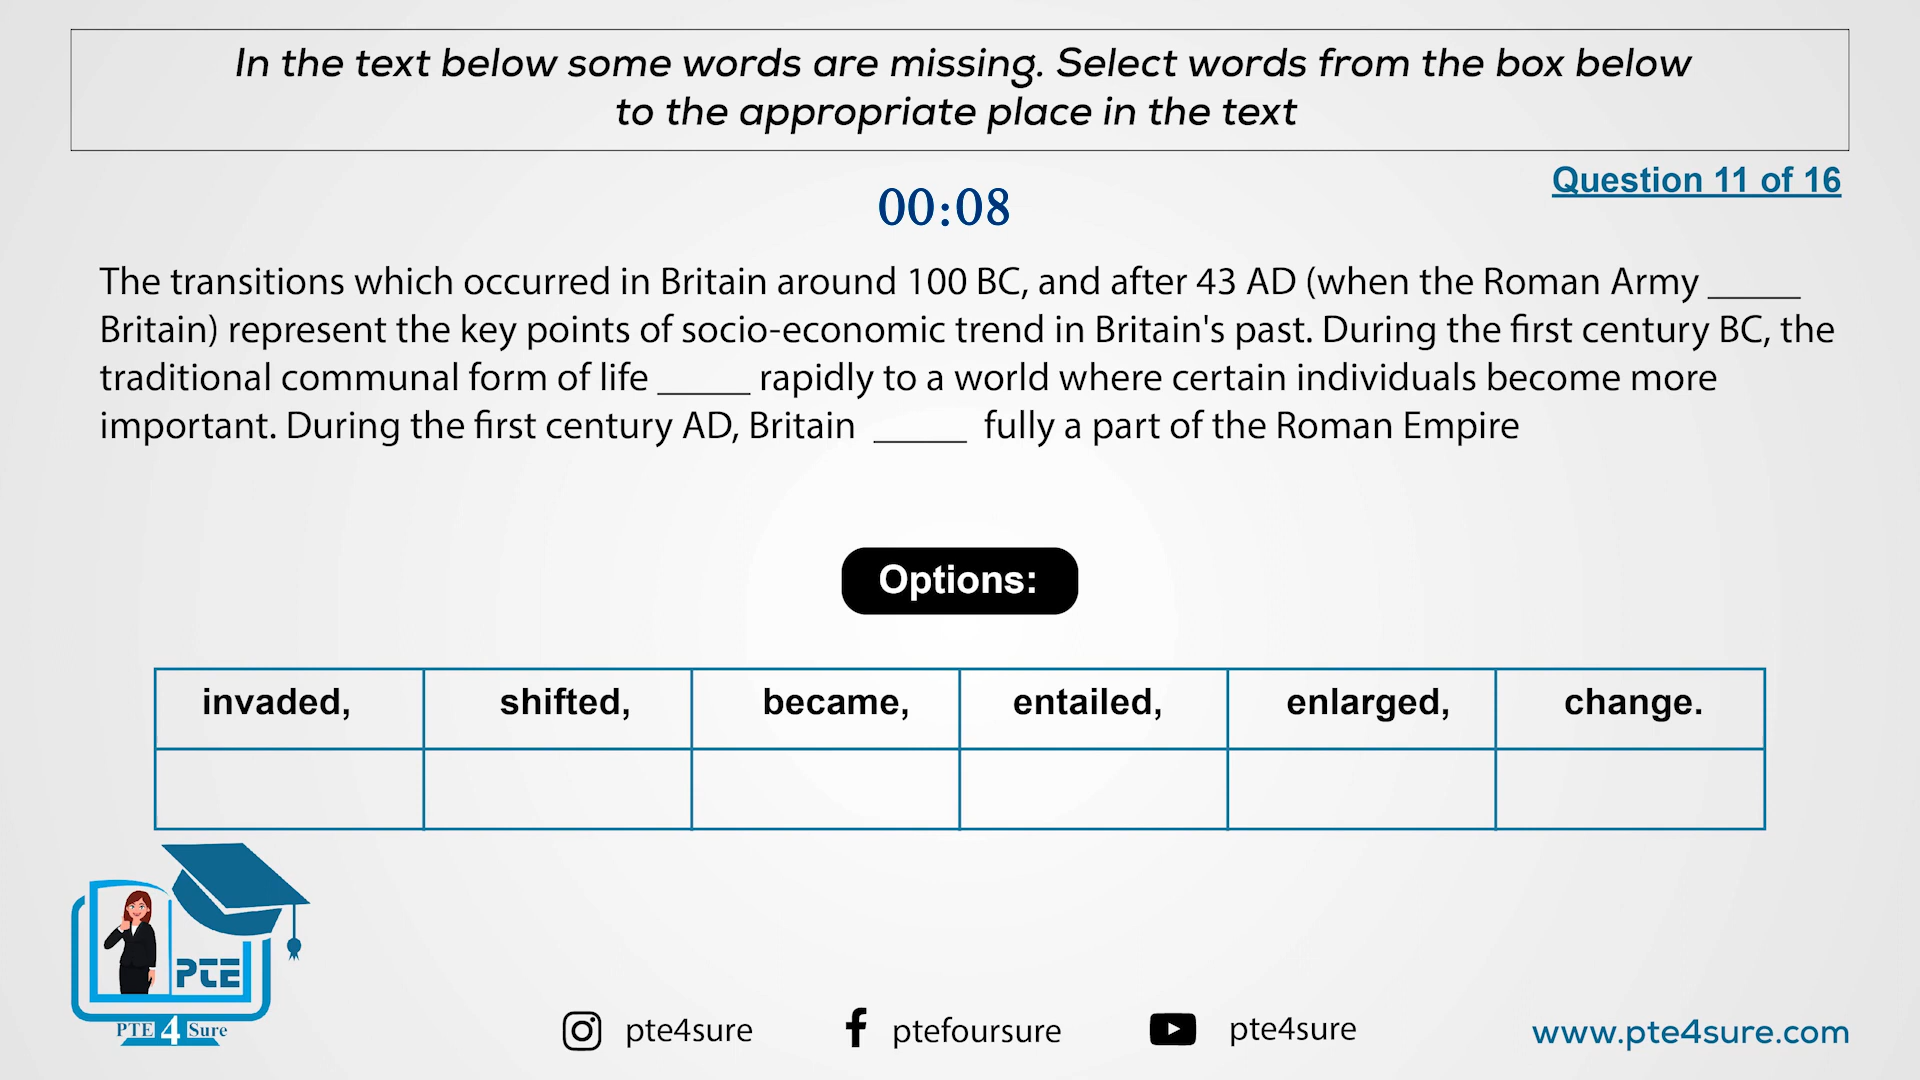 In the text below some words are missing. Select words from the box below
to the appropriate place in the text
Question 11 of 16
00:08
The transitions which occurred in Britain around 100 BC, and after 43 AD (when the Roman Army _____
Britain) represent the key points of socio-economic trend in Britain's past. During the first century BC, the
traditional communal form of life _____ rapidly to a world where certain individuals become more
important. During the first century AD, Britain _____ fully a part of the Roman Empire
Options:
invaded, shifted, became, entailed, enlarged, change.
PTE
PTE 4 Sure
pte4sure ptefoursure pte4sure www.pte4sure.com